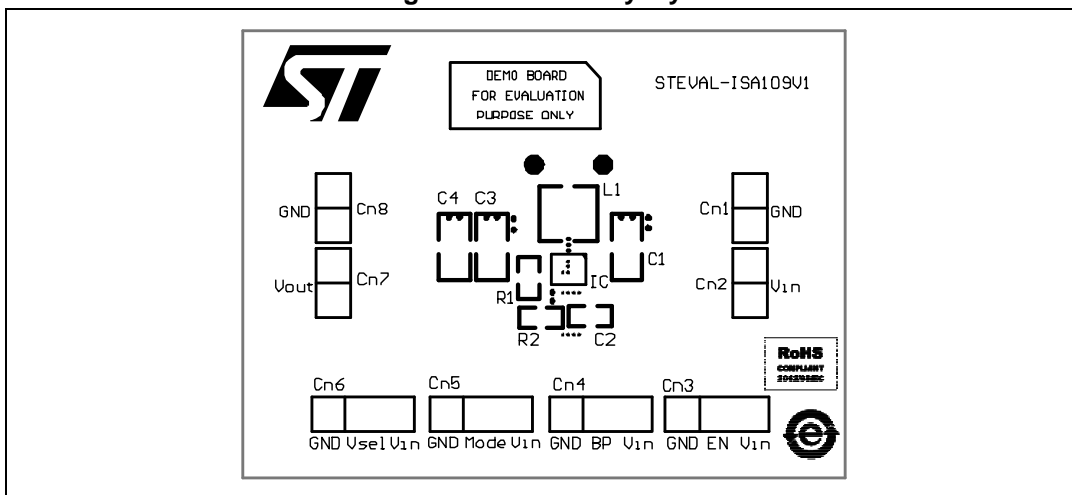 ST
DEMO BOARD
FOR EVALUATION
PURPOSE ONLY
STEVAL-ISA109V1
C4 C3
L1
GND Cn8
Cn1 GND
Vout Cn7
C1
Cn2 Vin
R1
IC
R2
C2
RoHS
COMPLIANT
Cn6
Cn5
Cn4
Cn3
GND Vsel Vin
GND Mode Vin
GND BP Vin
GND EN Vin
e